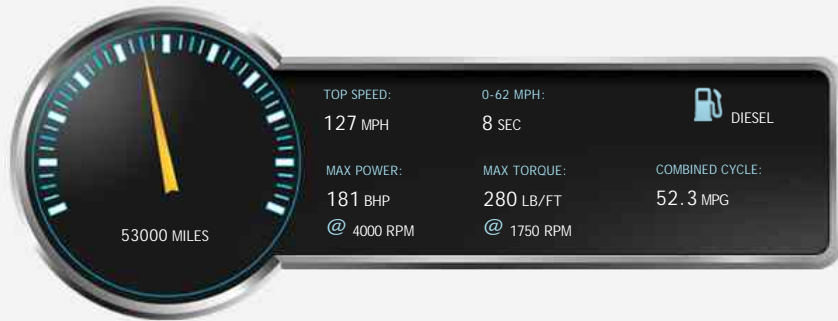 TOP SPEED:
127 MPH
0-62 MPH:
8 SEC
DIESEL
MAX POWER:
181 BHP
@ 4000 RPM
MAX TORQUE:
280 LB/FT
@ 1750 RPM
COMBINED CYCLE:
52.3 MPG
53000 MILES